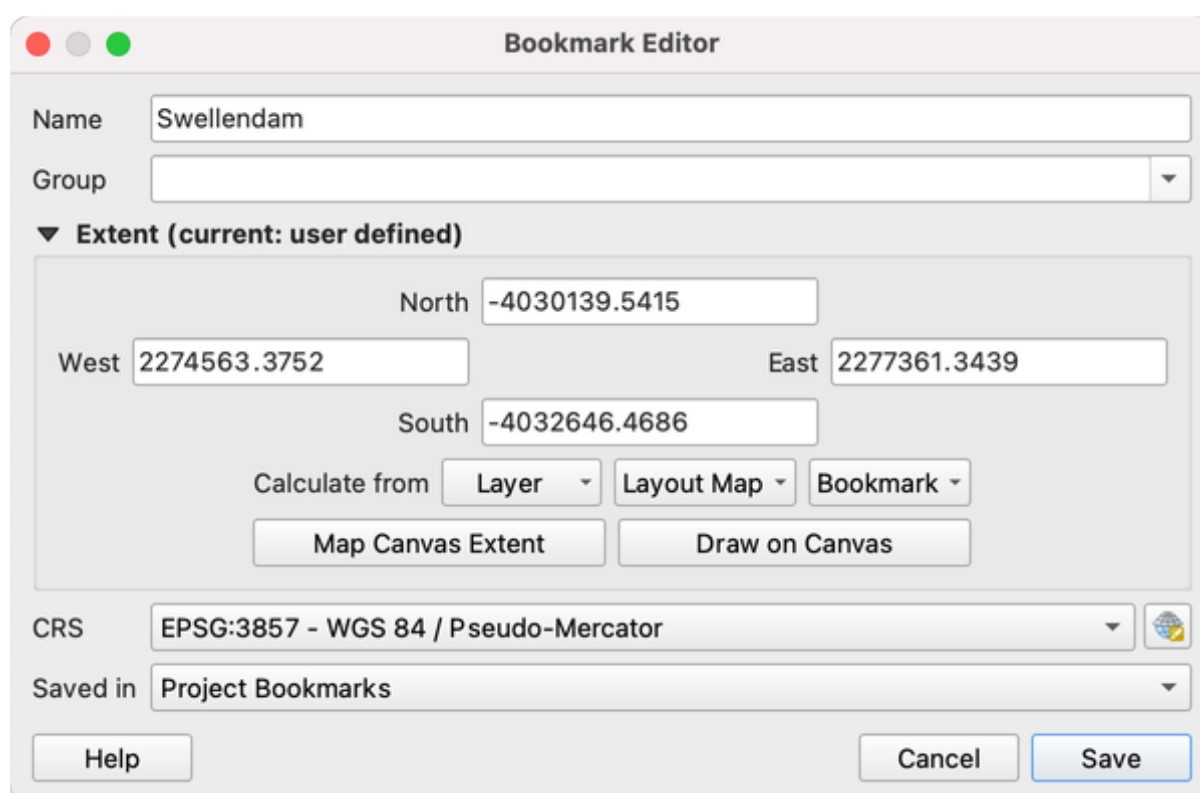 Bookmark Editor
Name Swellendam
Group
Extent (current: user defined)
North -4030139.5415
West 2274563.3752 East 2277361.3439
South -4032646.4686
Calculate from Layer Layout Map Bookmark
Map Canvas Extent Draw on Canvas
CRS EPSG:3857 - WGS 84 / Pseudo-Mercator
Saved in Project Bookmarks
Help Cancel Save